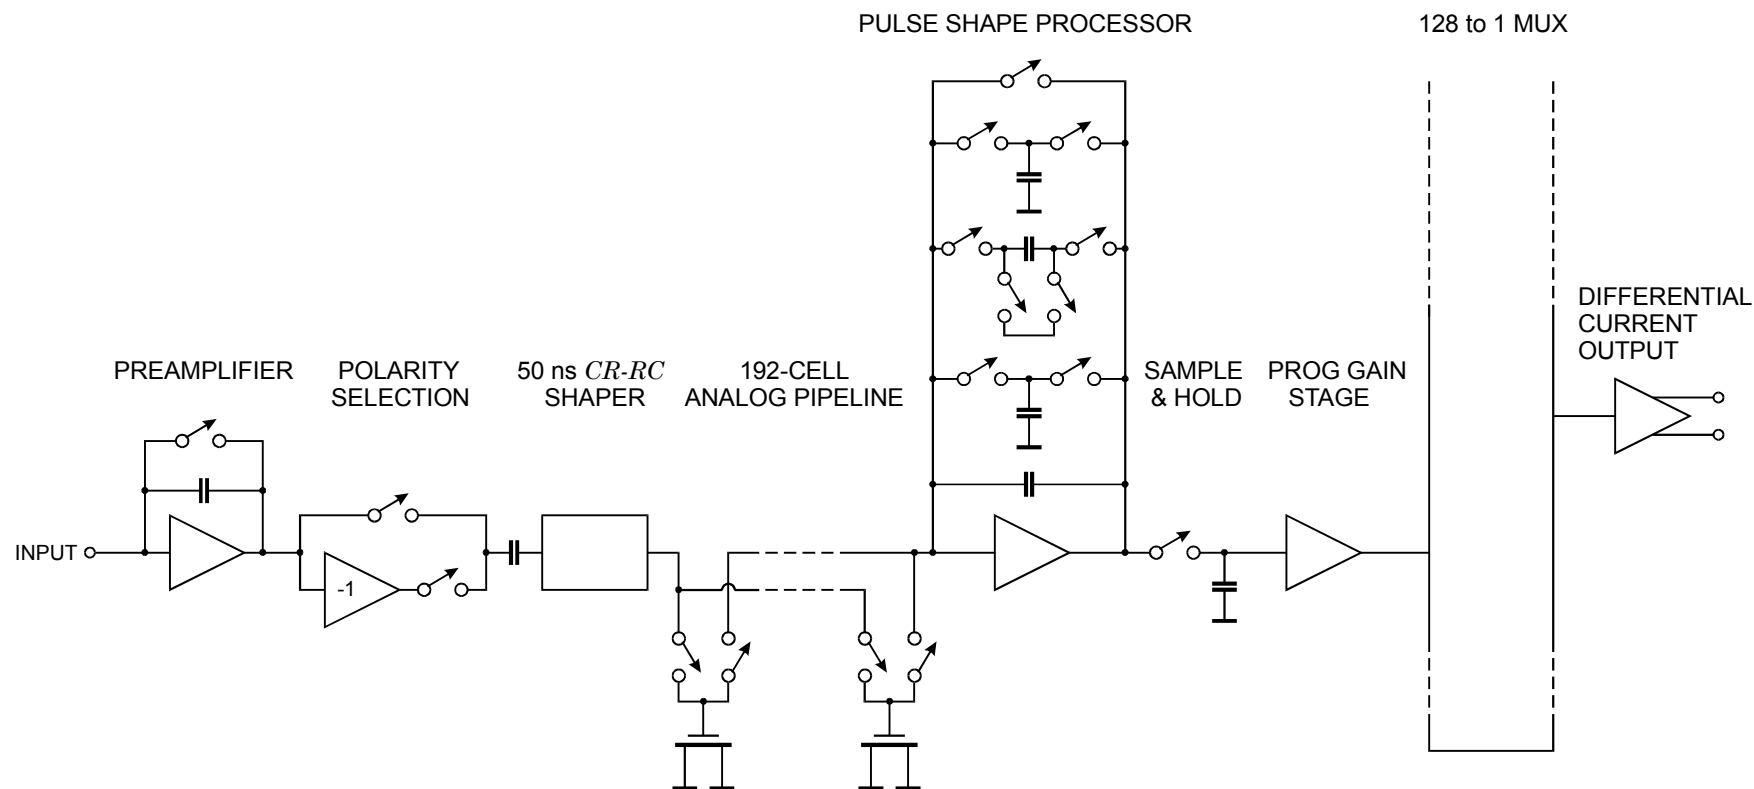 PULSE SHAPE PROCESSOR
128 to 1 MUX
DIFFERENTIAL
CURRENT
OUTPUT
PREAMPLIFIER
POLARITY
SELECTION
50 ns CR-RC
SHAPER
192-CELL
ANALOG PIPELINE
SAMPLE
& HOLD
PROG GAIN
STAGE
INPUT
-1